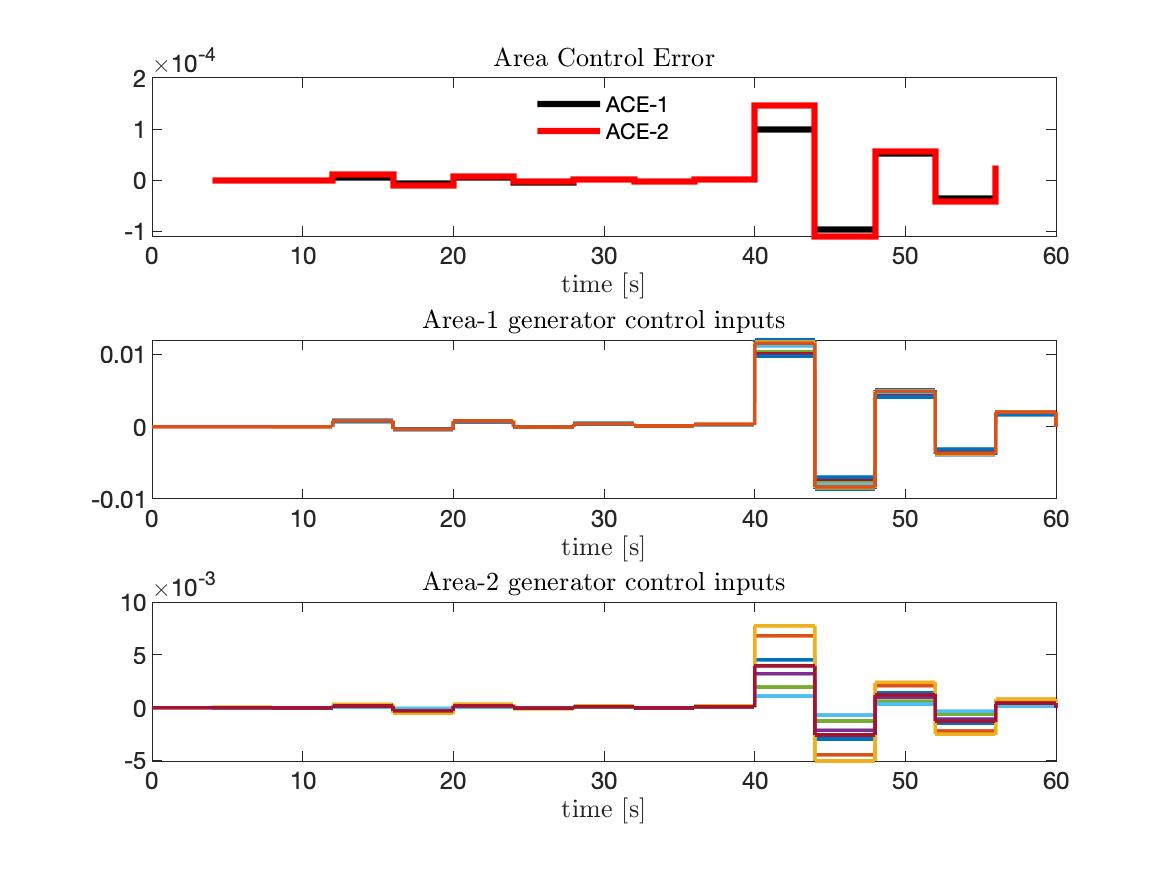 Area Control Error
×10-4
2
1
0
-1
ACE-1
ACE-2
0 10 20 30 40 50 60
time [s]
Area-1 generator control inputs
0.01
0
-0.01
0 10 20 30 40 50 60
time [s]
Area-2 generator control inputs
×10-3
10
5
0
-5
0 10 20 30 40 50 60
time [s]